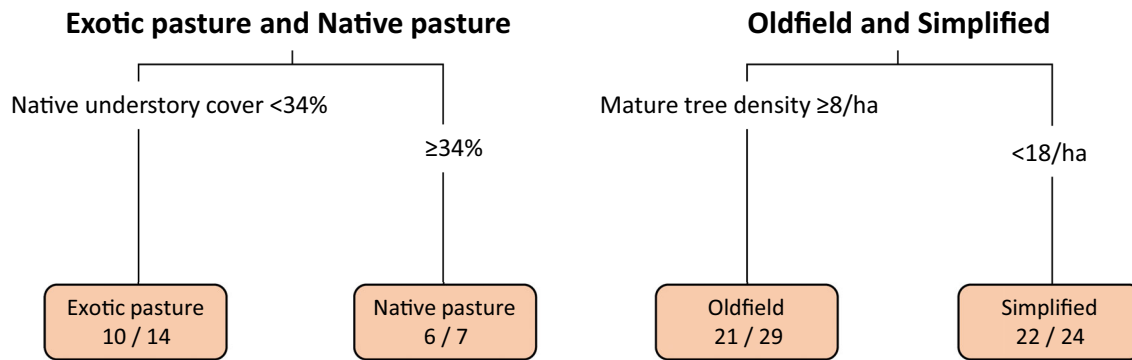 Exotic pasture and Native pasture
Native understory cover <34%
≥34%
Exotic pasture
10 / 14
Native pasture
6 / 7
Oldfield and Simplified
Mature tree density ≥8/ha
<18/ha
Oldfield
21 / 29
Simplified
22 / 24